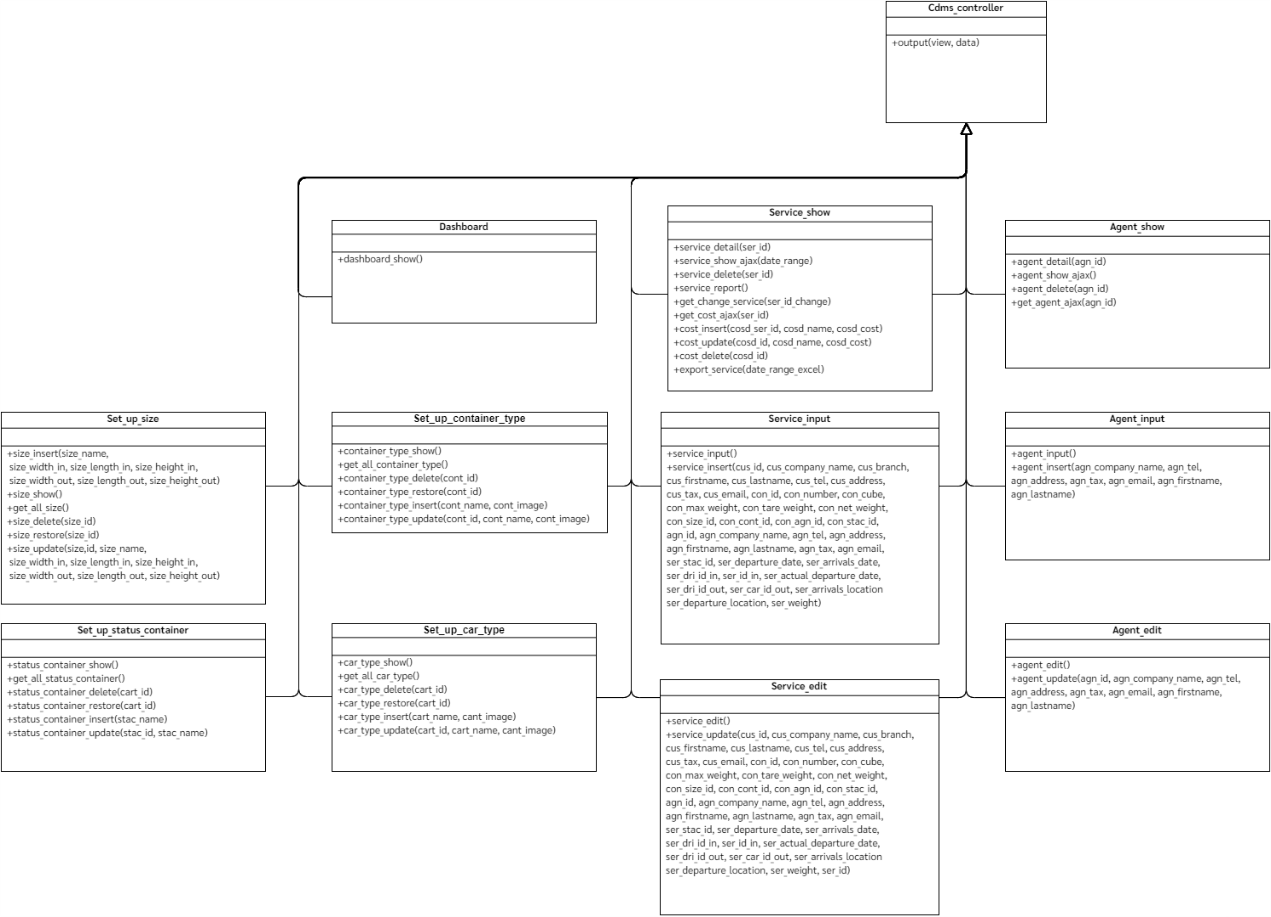 Cdms_controller
+output(view, data)
Dashboard
+dashboard_show()
Service_show
+service_detail(ser_id)
+service_show_ajax(date_range)
+service_delete(ser_id)
+service_report()
+get_change_service(ser_id_change)
+get_cost_ajax(ser_id)
+cost_insert(cosd_ser_id, cosd_name, cosd_cost)
+cost_update(cosd_id, cosd_name, cosd_cost)
+cost_delete(cosd_id)
+export_service(date_range_excel)
Agent_show
+agent_detail(agn_id)
+agent_show_ajax()
+agent_delete(agn_id)
+get_agent_ajax(agn_id)
Set_up_size
+size_insert(size_name,
size_width_in, size_length_in, size_height_in,
size_width_out, size_length_out, size_height_out)
+size_show()
+get_all_size()
+size_delete(size_id)
+size_restore(size_id)
+size_update(size,id, size_name,
size_width_in, size_length_in, size_height_in,
size_width_out, size_length_out, size_height_out)
Set_up_container_type
+container_type_show()
+get_all_container_type()
+container_type_delete(cont_id)
+container_type_restore(cont_id)
+container_type_insert(cont_name, cont_image)
+container_type_update(cont_id, cont_name, cont_image)
Service_input
+service_input()
+service_insert(cus_id, cus_company_name, cus_branch,
cus_firstname, cus_lastname, cus_tel, cus_address,
cus_tax, cus_email, con_id, con_number, con_cube,
con_max_weight, con_tare_weight, con_net_weight,
con_size_id, con_cont_id, con_agn_id, con_stac_id,
agn_id, agn_company_name, agn_tel, agn_address,
agn_firstname, agn_lastname, agn_tax, agn_email,
ser_stac_id, ser_departure_date, ser_arrivals_date,
ser_dri_id_in, ser_id_in, ser_actual_departure_date,
ser_dri_id_out, ser_car_id_out, ser_arrivals_location
ser_departure_location, ser_weight)
Agent_input
+agent_input()
+agent_insert(agn_company_name, agn_tel,
agn_address, agn_tax, agn_email, agn_firstname,
agn_lastname)
Set_up_status_container
+status_container_show()
+get_all_status_container()
+status_container_delete(cart_id)
+status_container_restore(cart_id)
+status_container_insert(stac_name)
+status_container_update(stac_id, stac_name)
Set_up_car_type
+car_type_show()
+get_all_car_type()
+car_type_delete(cart_id)
+car_type_restore(cart_id)
+car_type_insert(cart_name, cant_image)
+car_type_update(cart_id, cart_name, cant_image)
Service_edit
+service_edit()
+service_update(cus_id, cus_company_name, cus_branch,
cus_firstname, cus_lastname, cus_tel, cus_address,
cus_tax, cus_email, con_id, con_number, con_cube,
con_max_weight, con_tare_weight, con_net_weight,
con_size_id, con_cont_id, con_agn_id, con_stac_id,
agn_id, agn_company_name, agn_tel, agn_address,
agn_firstname, agn_lastname, agn_tax, agn_email,
ser_stac_id, ser_departure_date, ser_arrivals_date,
ser_dri_id_in, ser_id_in, ser_actual_departure_date,
ser_dri_id_out, ser_car_id_out, ser_arrivals_location
ser_departure_location, ser_weight, ser_id)
Agent_edit
+agent_edit()
+agent_update(agn_id, agn_company_name, agn_tel,
agn_address, agn_tax, agn_email, agn_firstname,
agn_lastname)